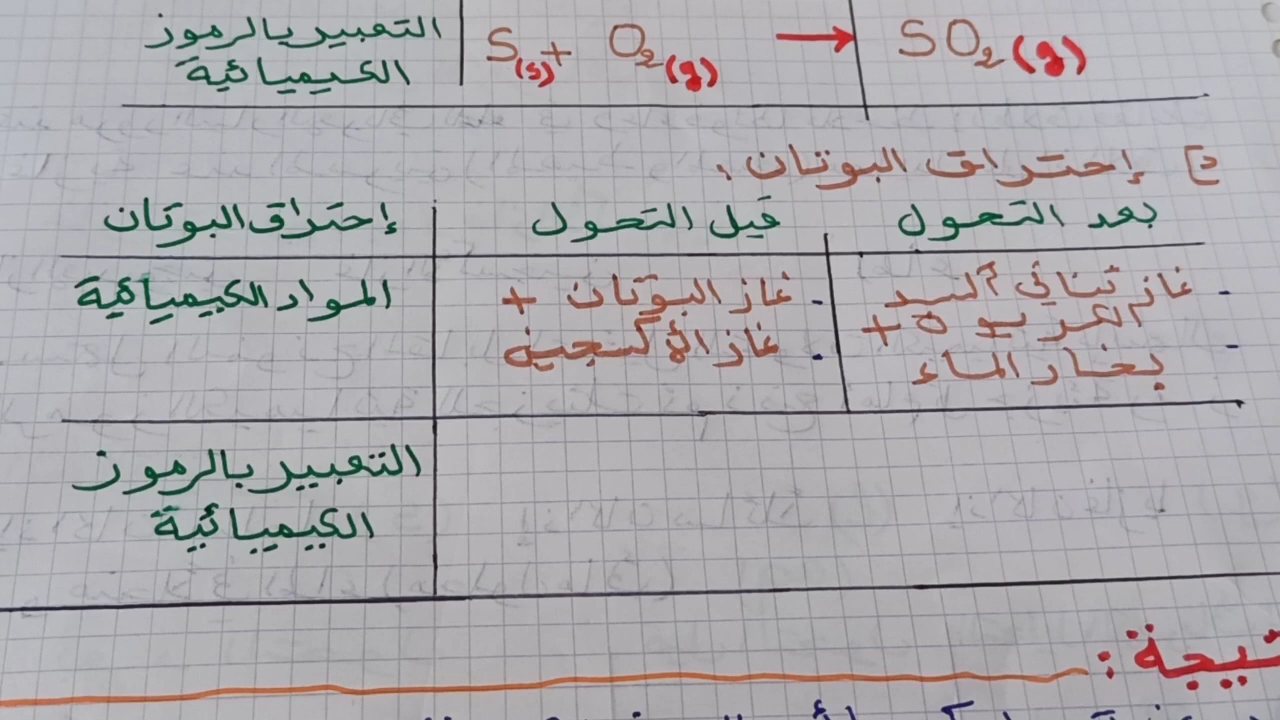 التعبير بالرموز
الكيميائية
S(s) + O₂(g) → SO₂(g)
إحتراق البوتان :
إحتراق البوتان
قبل التحول
بعد التحول
المواد الكيميائية
- غاز البوتان +
- غاز الأكسجين
- غاز ثنائي أكسيد
الكربون +
- بخار الماء
التعبير بالرموز
الكيميائية